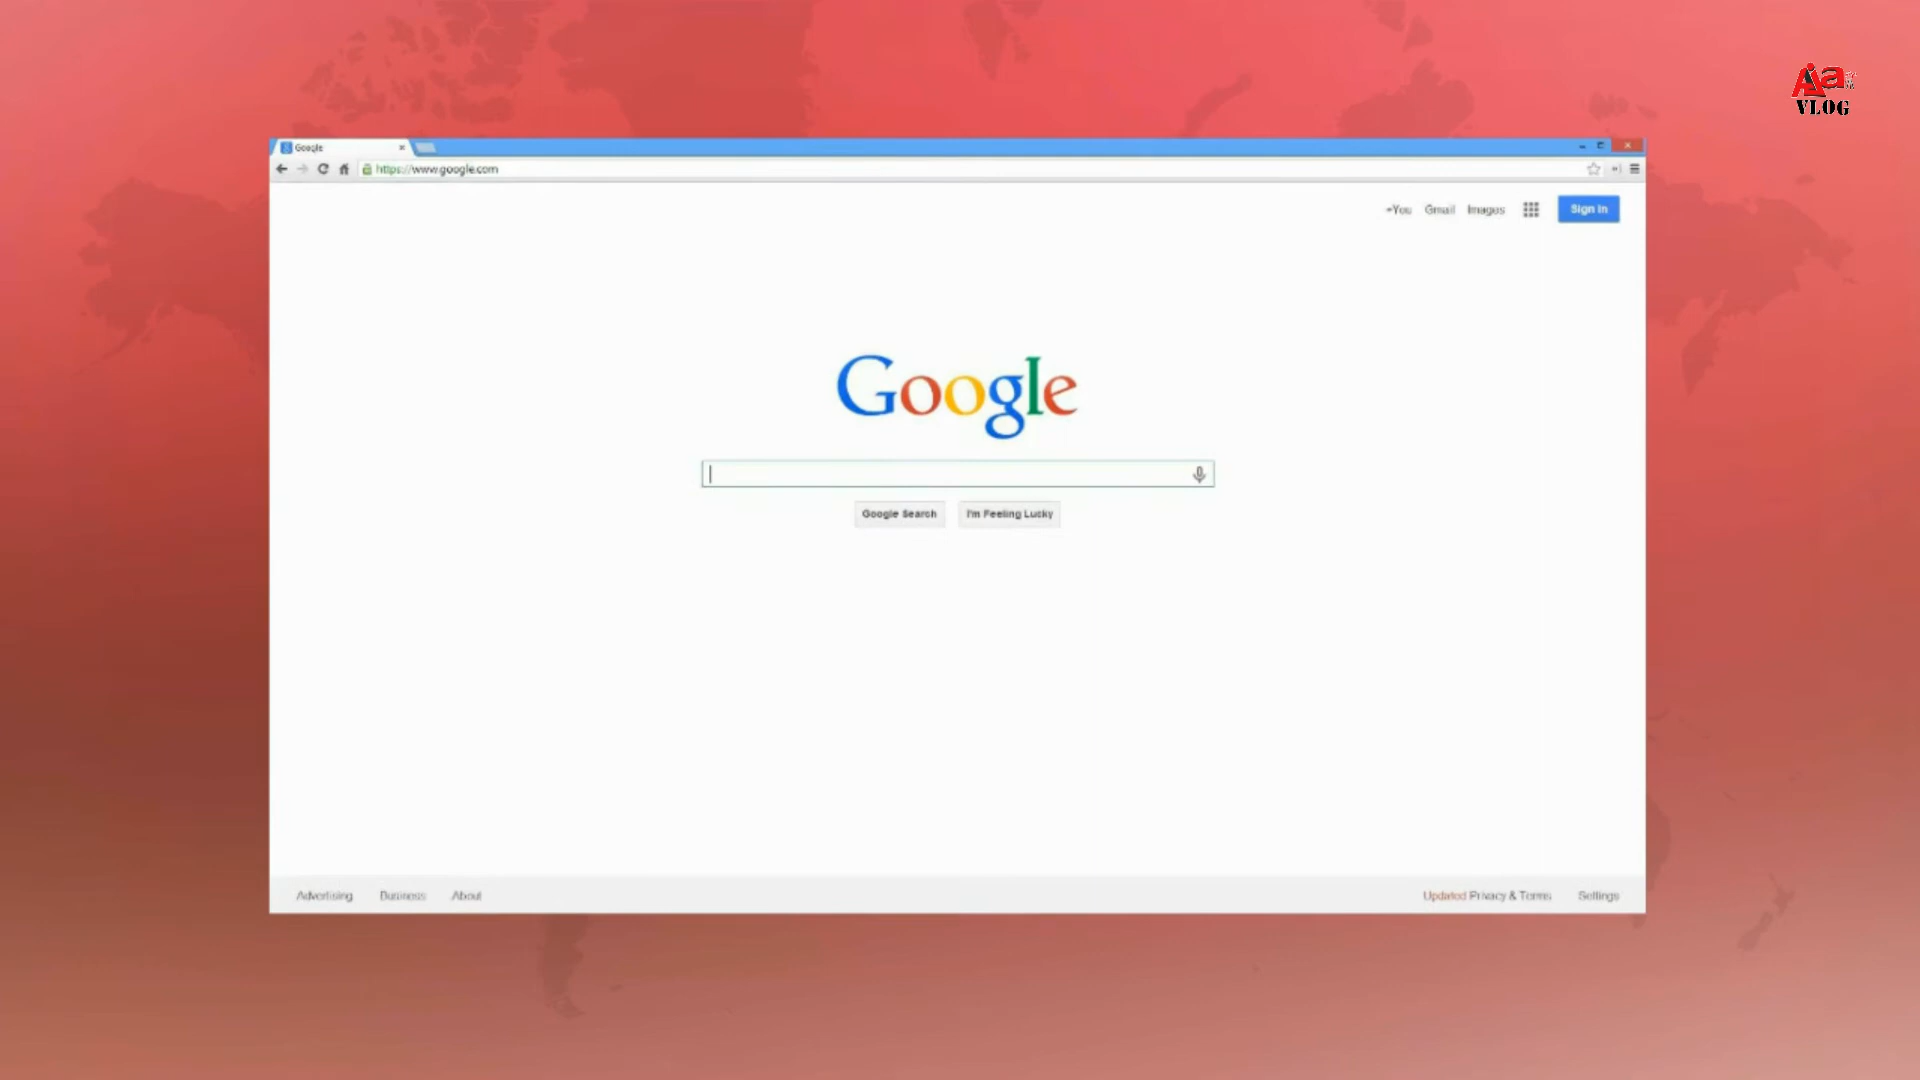 Aa
VLOG
Google
https://www.google.com
+You Gmail Images Sign in
Google
Google Search I'm Feeling Lucky
Advertising Business About Updated Privacy & Terms Settings